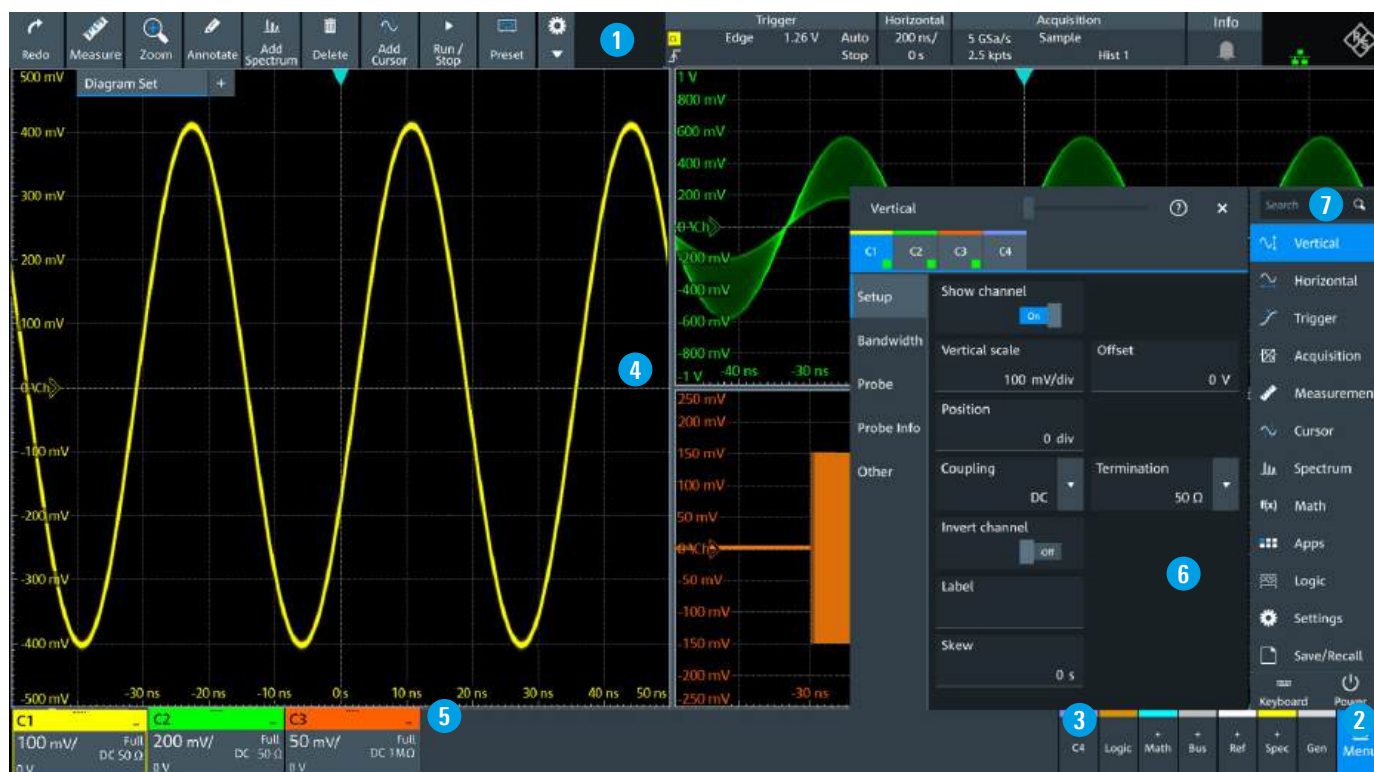 Redo Measure Zoom Annotate Add Spectrum Delete Add Cursor Run / Stop Preset
1
Trigger Horizontal Acquisition Info
Edge 1.26 V Auto 200 ns/ 5 GSa/s Sample
Stop 0 s 2.5 kpts Hist 1
Diagram Set +
500 mV
400 mV
300 mV
200 mV
100 mV
0 V
-100 mV
-200 mV
-300 mV
-400 mV
-500 mV
-30 ns -20 ns -10 ns 0 s 10 ns 20 ns 30 ns 40 ns 50 ns
4
1 V
800 mV
600 mV
400 mV
200 mV
0 V
-200 mV
-400 mV
-600 mV
-800 mV
-1 V
-40 ns -30 ns
250 mV
200 mV
150 mV
100 mV
50 mV
0 V
-50 mV
-100 mV
-150 mV
-200 mV
-250 mV
-30 ns
Vertical ? ×
C1 C2 C3 C4
Setup
Bandwidth
Probe
Probe Info
Other
Show channel
On
Vertical scale Offset
100 mV/div 0 V
Position
0 div
Coupling Termination
DC 50 Ω
Invert channel
Off
6
Label
Skew
0 s
Search 7
Vertical
Horizontal
Trigger
Acquisition
Measuremen
Cursor
Spectrum
f(x) Math
Apps
Logic
Settings
Save/Recall
Keyboard Power
C1 C2 C3 5
100 mV/ Full 200 mV/ Full 50 mV/ Full
DC 50 Ω DC 50 Ω DC 1MΩ
0 V 0 V 0 V
3 2
C4 Logic + Math + Bus + Ref + Spec Gen Menu